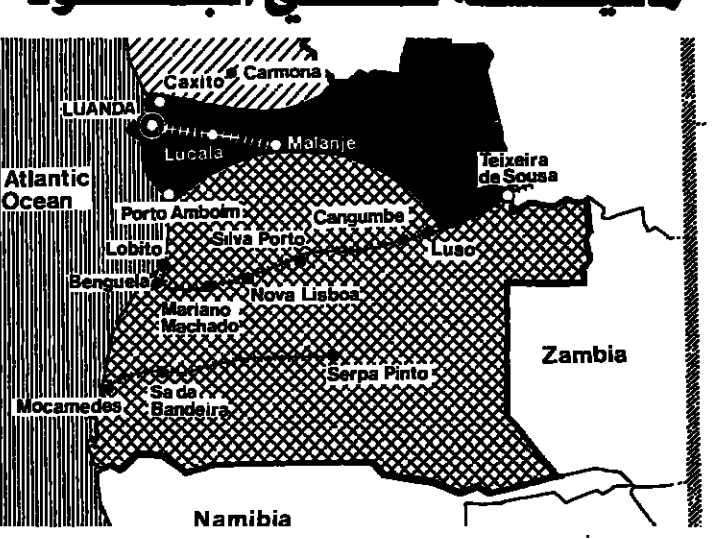 Caxito
Carmona
LUANDA
Lucala
Malanje
Teixeira
de Sousa
Atlantic
Ocean
Porto Amboim
Cangumbe
Lobito
Silva Porto
Luso
Benguela
Nova Lisboa
Mariano
Machado
Zambia
Serpa Pinto
Mocamedes
Sa da
Bandeira
Namibia